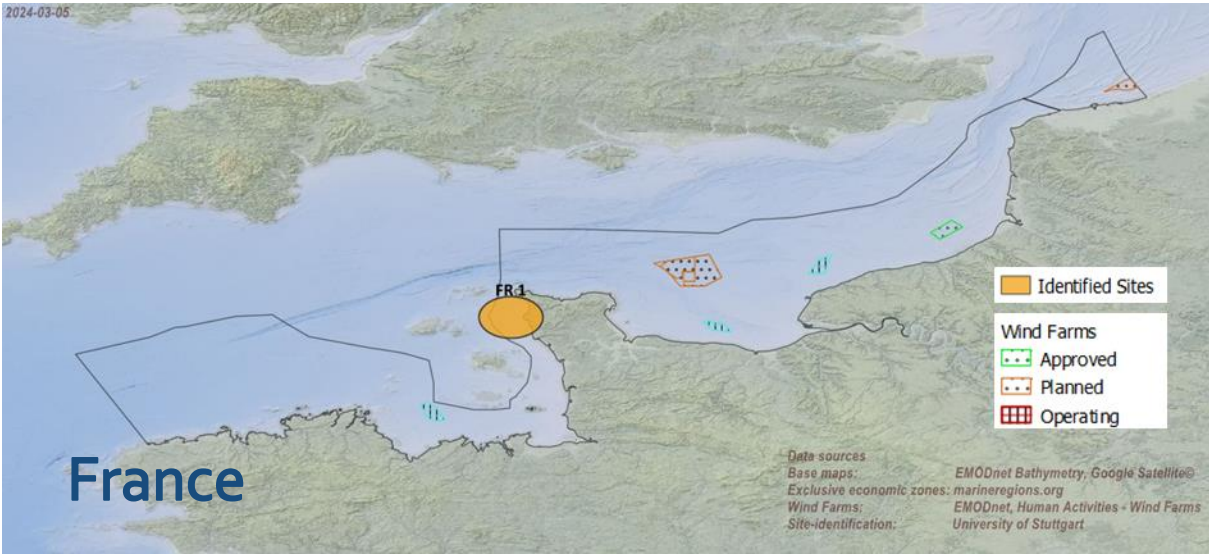 2024-03-05
FR 1
Identified Sites
Wind Farms
Approved
Planned
Operating
France
Data sources
Base maps: EMODnet Bathymetry, Google Satellite©
Exclusive economic zones: marineregions.org
Wind Farms: EMODnet, Human Activities - Wind Farms
Site-identification: University of Stuttgart